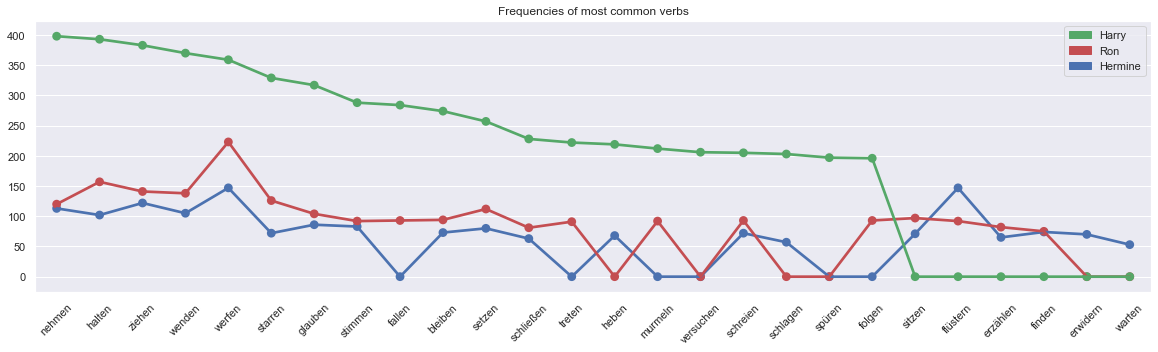 Frequencies of most common verbs
Harry
Ron
Hermine
400
350
300
250
200
150
100
50
0
nehmen
halten
ziehen
wenden
werfen
starren
glauben
stimmen
fallen
bleiben
setzen
schließen
treten
heben
murmeln
versuchen
schreien
schlagen
spüren
folgen
sitzen
flüstern
erzählen
finden
erwidern
warten